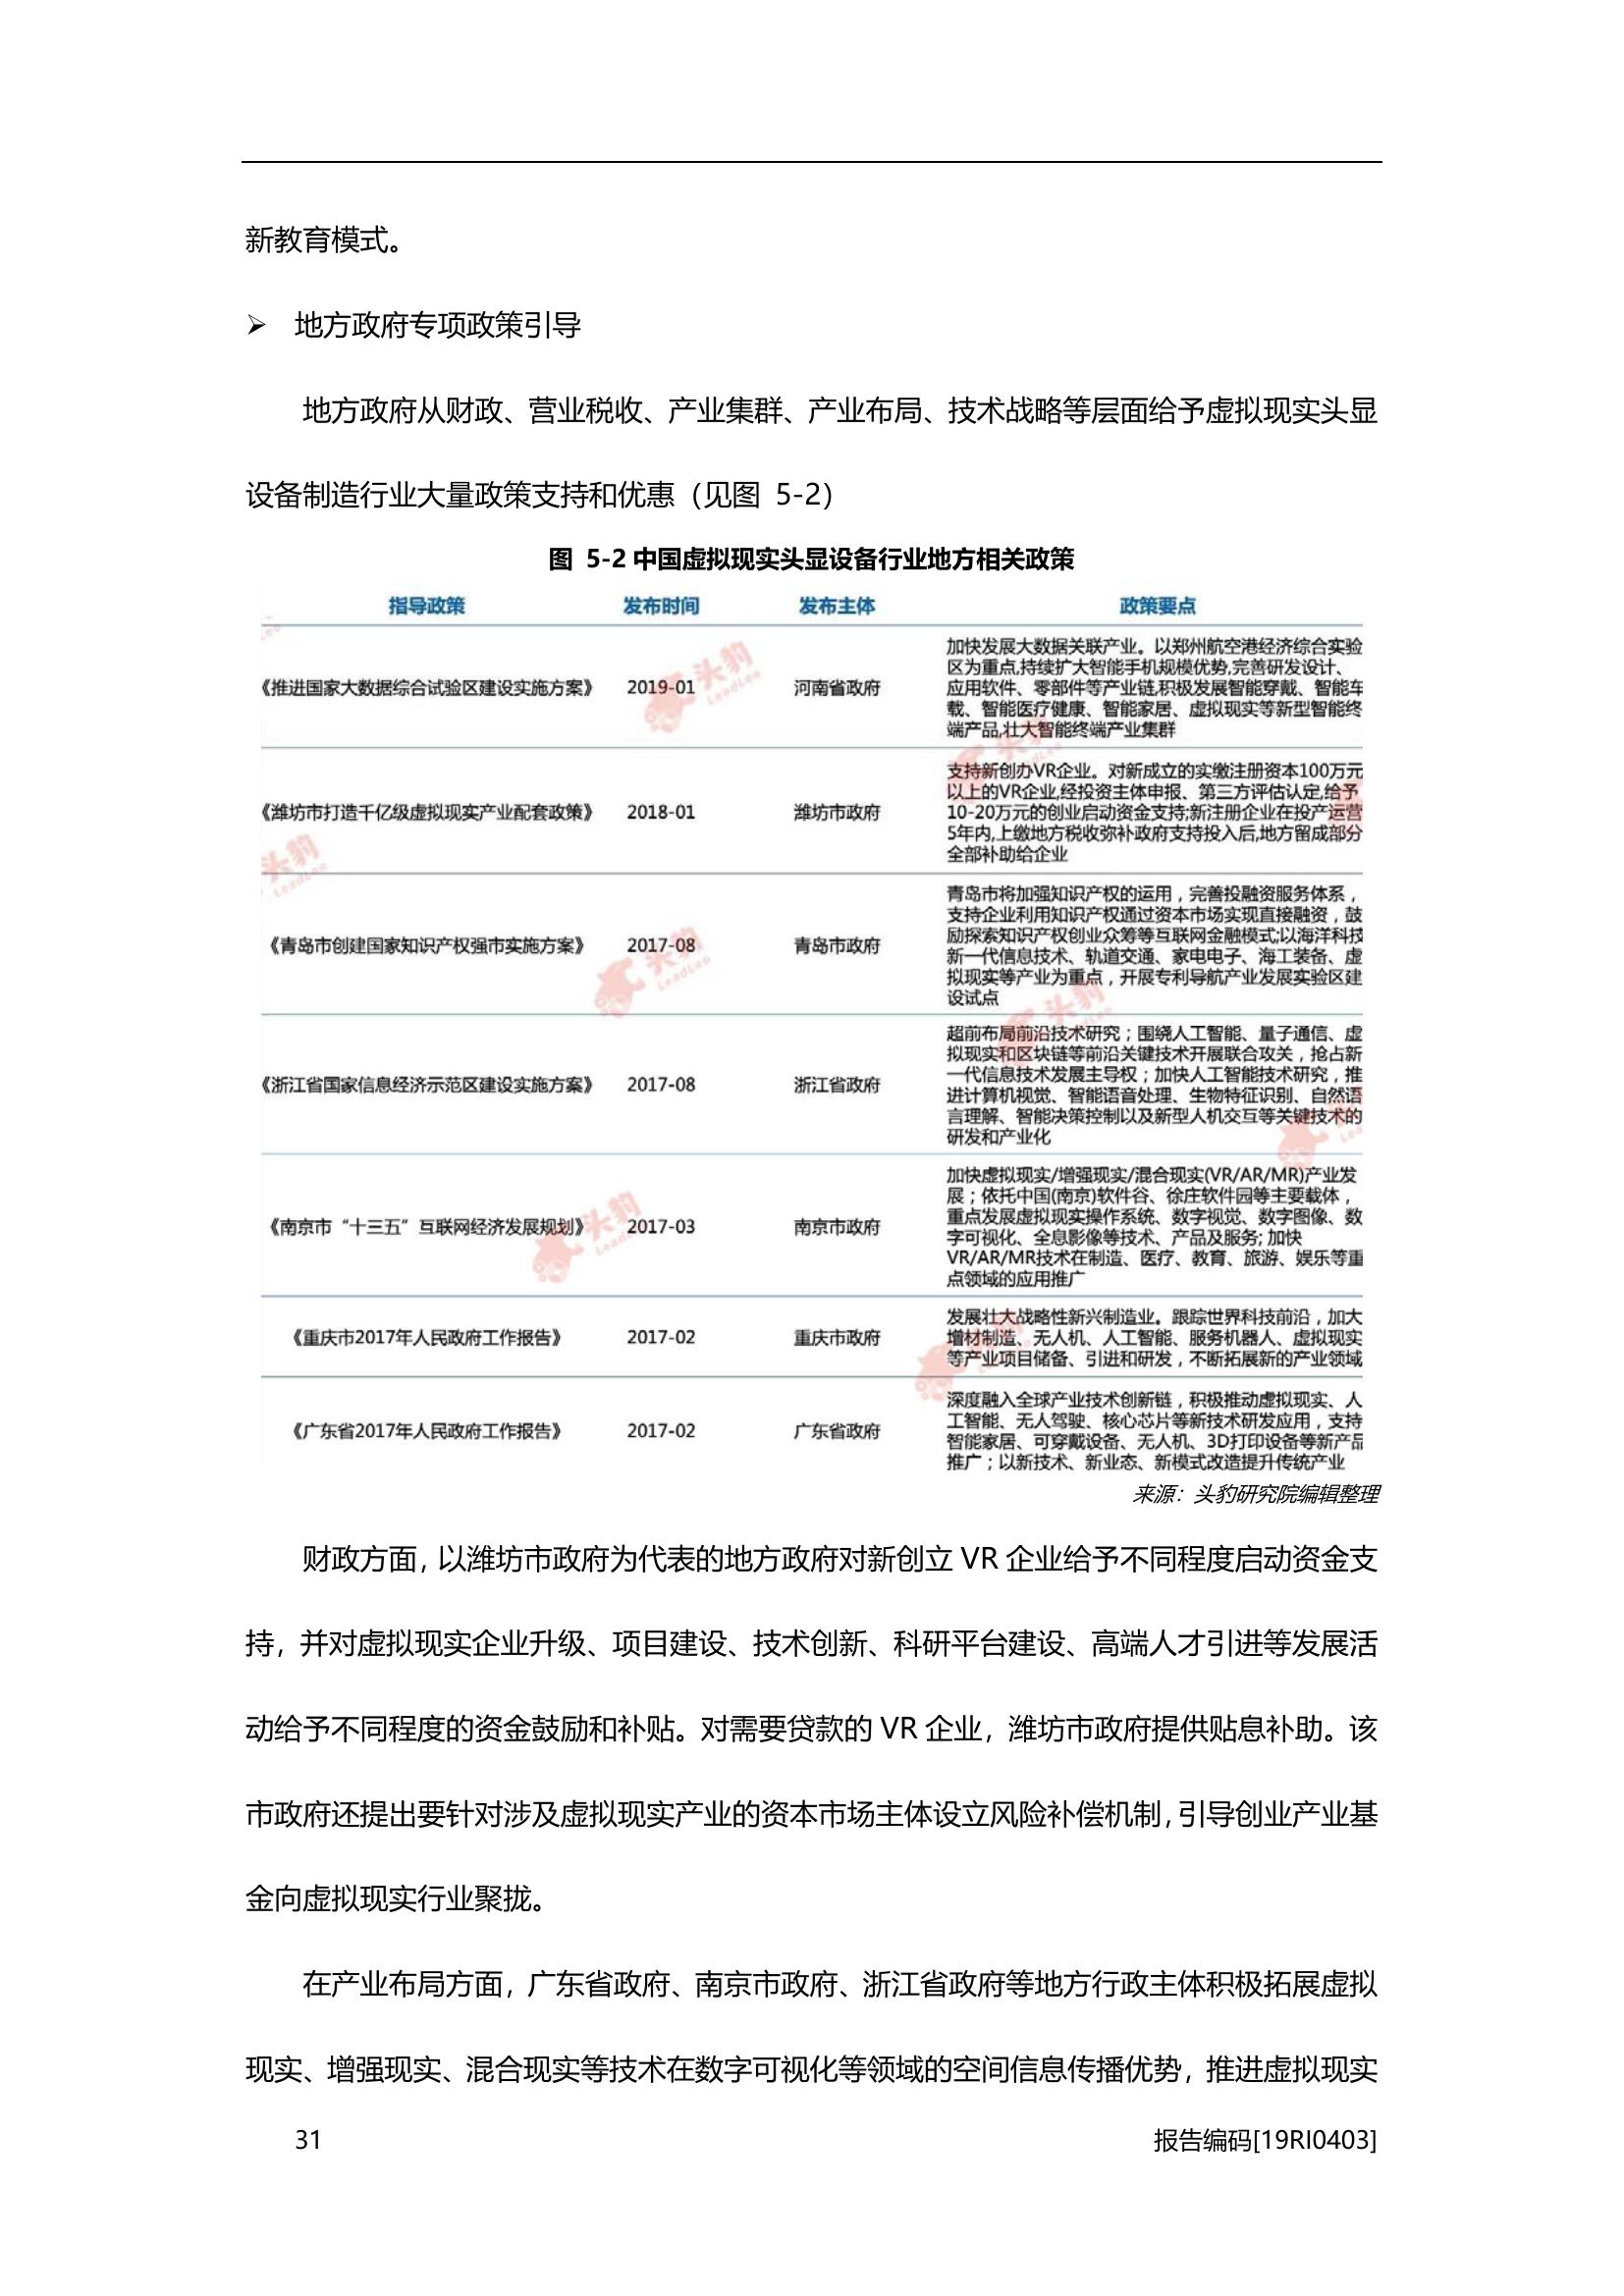 新教育模式。
➢ 地方政府专项政策引导
地方政府从财政、营业税收、产业集群、产业布局、技术战略等层面给予虚拟现实头显
设备制造行业大量政策支持和优惠（见图 5-2）
图 5-2 中国虚拟现实头显设备行业地方相关政策
指导政策 发布时间 发布主体 政策要点
《推进国家大数据综合试验区建设实施方案》 2019-01 河南省政府
加快发展大数据关联产业。以郑州航空港经济综合实验
区为重点,持续扩大智能手机规模优势,完善研发设计、
应用软件、零部件等产业链,积极发展智能穿戴、智能车
载、智能医疗健康、智能家居、虚拟现实等新型智能终
端产品,壮大智能终端产业集群
《潍坊市打造千亿级虚拟现实产业配套政策》 2018-01 潍坊市政府
支持新创办VR企业。对新成立的实缴注册资本100万元
以上的VR企业,经投资主体申报、第三方评估认定,给予
10-20万元的创业启动资金支持;新注册企业在投产运营
5年内,上缴地方税收弥补政府支持投入后,地方留成部分
全部补助给企业
《青岛市创建国家知识产权强市实施方案》 2017-08 青岛市政府
青岛市将加强知识产权的运用，完善投融资服务体系，
支持企业利用知识产权通过资本市场实现直接融资，鼓
励探索知识产权创业众筹等互联网金融模式;以海洋科技
新一代信息技术、轨道交通、家电电子、海工装备、虚
拟现实等产业为重点，开展专利导航产业发展实验区建
设试点
《浙江省国家信息经济示范区建设实施方案》 2017-08 浙江省政府
超前布局前沿技术研究；围绕人工智能、量子通信、虚
拟现实和区块链等前沿关键技术开展联合攻关，抢占新
一代信息技术发展主导权；加快人工智能技术研究，推
进计算机视觉、智能语音处理、生物特征识别、自然语
言理解、智能决策控制以及新型人机交互等关键技术的
研发和产业化
《南京市“十三五”互联网经济发展规划》 2017-03 南京市政府
加快虚拟现实/增强现实/混合现实(VR/AR/MR)产业发
展；依托中国(南京)软件谷、徐庄软件园等主要载体，
重点发展虚拟现实操作系统、数字视觉、数字图像、数
字可视化、全息影像等技术、产品及服务; 加快
VR/AR/MR技术在制造、医疗、教育、旅游、娱乐等重
点领域的应用推广
《重庆市2017年人民政府工作报告》 2017-02 重庆市政府
发展壮大战略性新兴制造业。跟踪世界科技前沿，加大
增材制造、无人机、人工智能、服务机器人、虚拟现实
等产业项目储备、引进和研发，不断拓展新的产业领域
《广东省2017年人民政府工作报告》 2017-02 广东省政府
深度融入全球产业技术创新链，积极推动虚拟现实、人
工智能、无人驾驶、核心芯片等新技术研发应用，支持
智能家居、可穿戴设备、无人机、3D打印设备等新产品
推广；以新技术、新业态、新模式改造提升传统产业
来源：头豹研究院编辑整理
财政方面，以潍坊市政府为代表的地方政府对新创立 VR 企业给予不同程度启动资金支
持，并对虚拟现实企业升级、项目建设、技术创新、科研平台建设、高端人才引进等发展活
动给予不同程度的资金鼓励和补贴。对需要贷款的 VR 企业，潍坊市政府提供贴息补助。该
市政府还提出要针对涉及虚拟现实产业的资本市场主体设立风险补偿机制，引导创业产业基
金向虚拟现实行业聚拢。
在产业布局方面，广东省政府、南京市政府、浙江省政府等地方行政主体积极拓展虚拟
现实、增强现实、混合现实等技术在数字可视化等领域的空间信息传播优势，推进虚拟现实
31 报告编码[19RI0403]